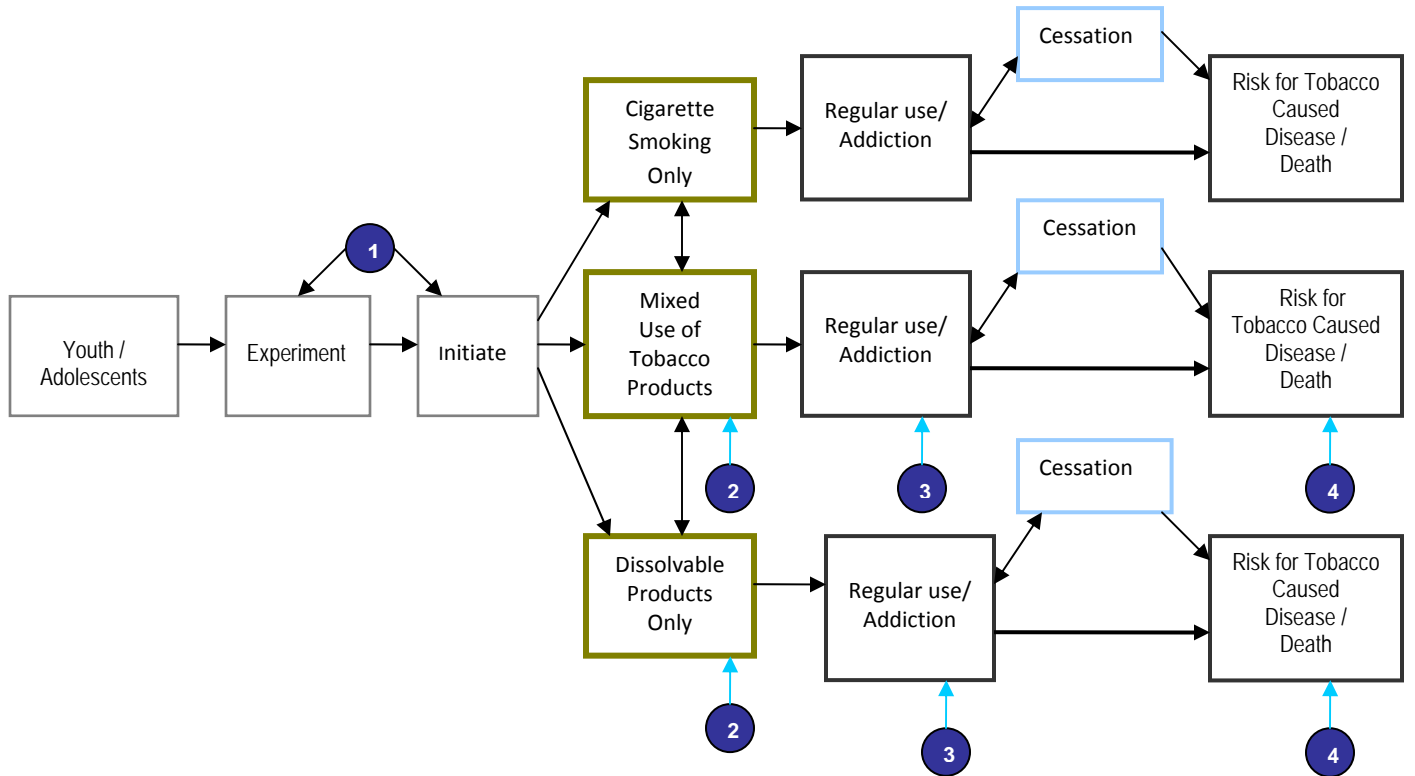 Cessation
Risk for Tobacco
Caused
Disease /
Death
Cigarette
Smoking
Only
Regular use/
Addiction
Cessation
1
Youth /
Adolescents
Experiment
Initiate
Mixed
Use of
Tobacco
Products
Regular use/
Addiction
Risk for
Tobacco Caused
Disease /
Death
2
3
4
Cessation
Dissolvable
Products
Only
Regular use/
Addiction
Risk for Tobacco
Caused
Disease /
Death
2
3
4